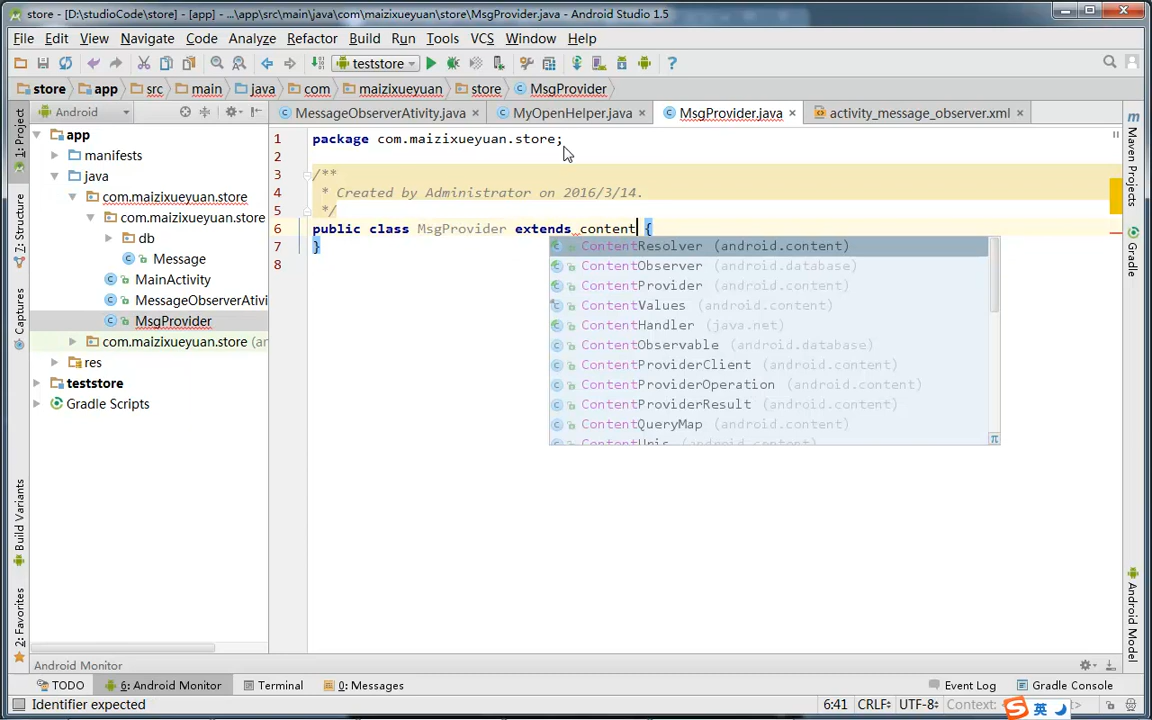 store - [D:\studioCode\store] - [app] - ...\app\src\main\java\com\maizixueyuan\store\MsgProvider.java - Android Studio 1.5
File Edit View Navigate Code Analyze Refactor Build Run Tools VCS Window Help
teststore
store app src main java com maizixueyuan store MsgProvider
Android
MessageObserverAtivity.java MyOpenHelper.java MsgProvider.java activity_message_observer.xml
1: Project
7: Structure
Captures
Build Variants
2: Favorites
app
manifests
java
com.maizixueyuan.store
com.maizixueyuan.store
db
Message
MainActivity
MessageObserverAtivi
MsgProvider
com.maizixueyuan.store (ar
res
teststore
Gradle Scripts
1 package com.maizixueyuan.store;
2
3 /**
4 * Created by Administrator on 2016/3/14.
5 */
6 public class MsgProvider extends content {
7 }
8
ContentResolver (android.content)
ContentObserver (android.database)
ContentProvider (android.content)
ContentValues (android.content)
ContentHandler (java.net)
ContentObservable (android.database)
ContentProviderClient (android.content)
ContentProviderOperation (android.content)
ContentProviderResult (android.content)
ContentQueryMap (android.content)
π
Maven Projects
Gradle
Android Model
Android Monitor
TODO 6: Android Monitor Terminal 0: Messages Event Log Gradle Console
Identifier expected 6:41 CRLF UTF-8 Context:
S 英